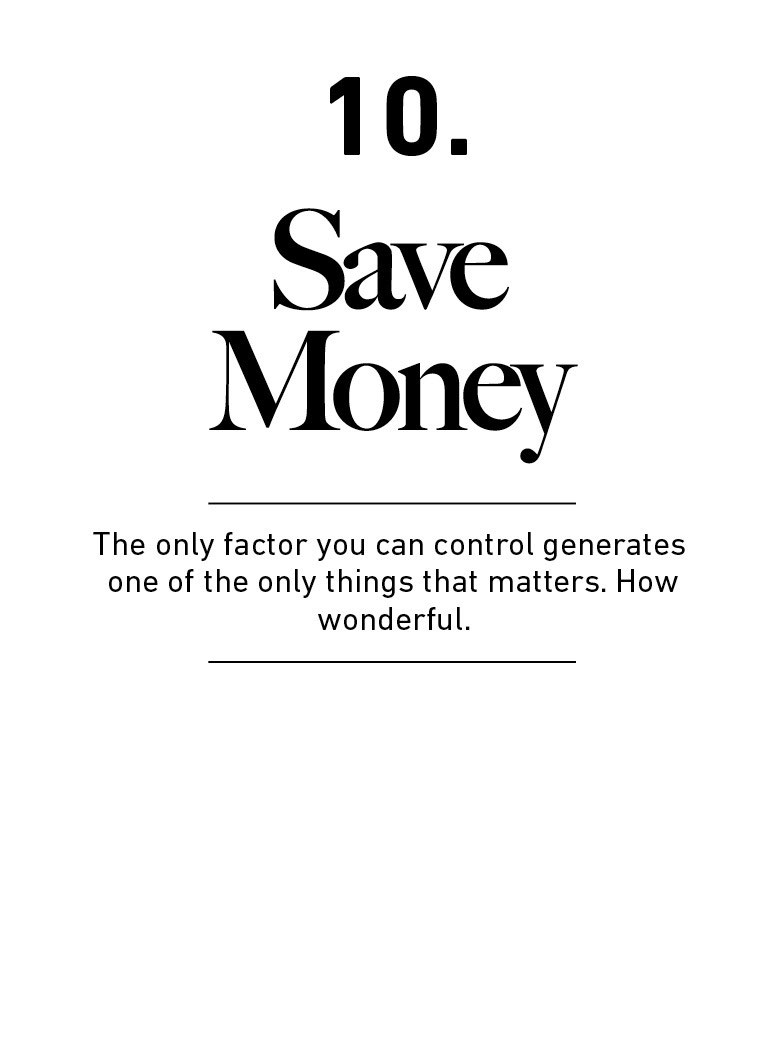 10.
Save
Money
The only factor you can control generates
one of the only things that matters. How
wonderful.